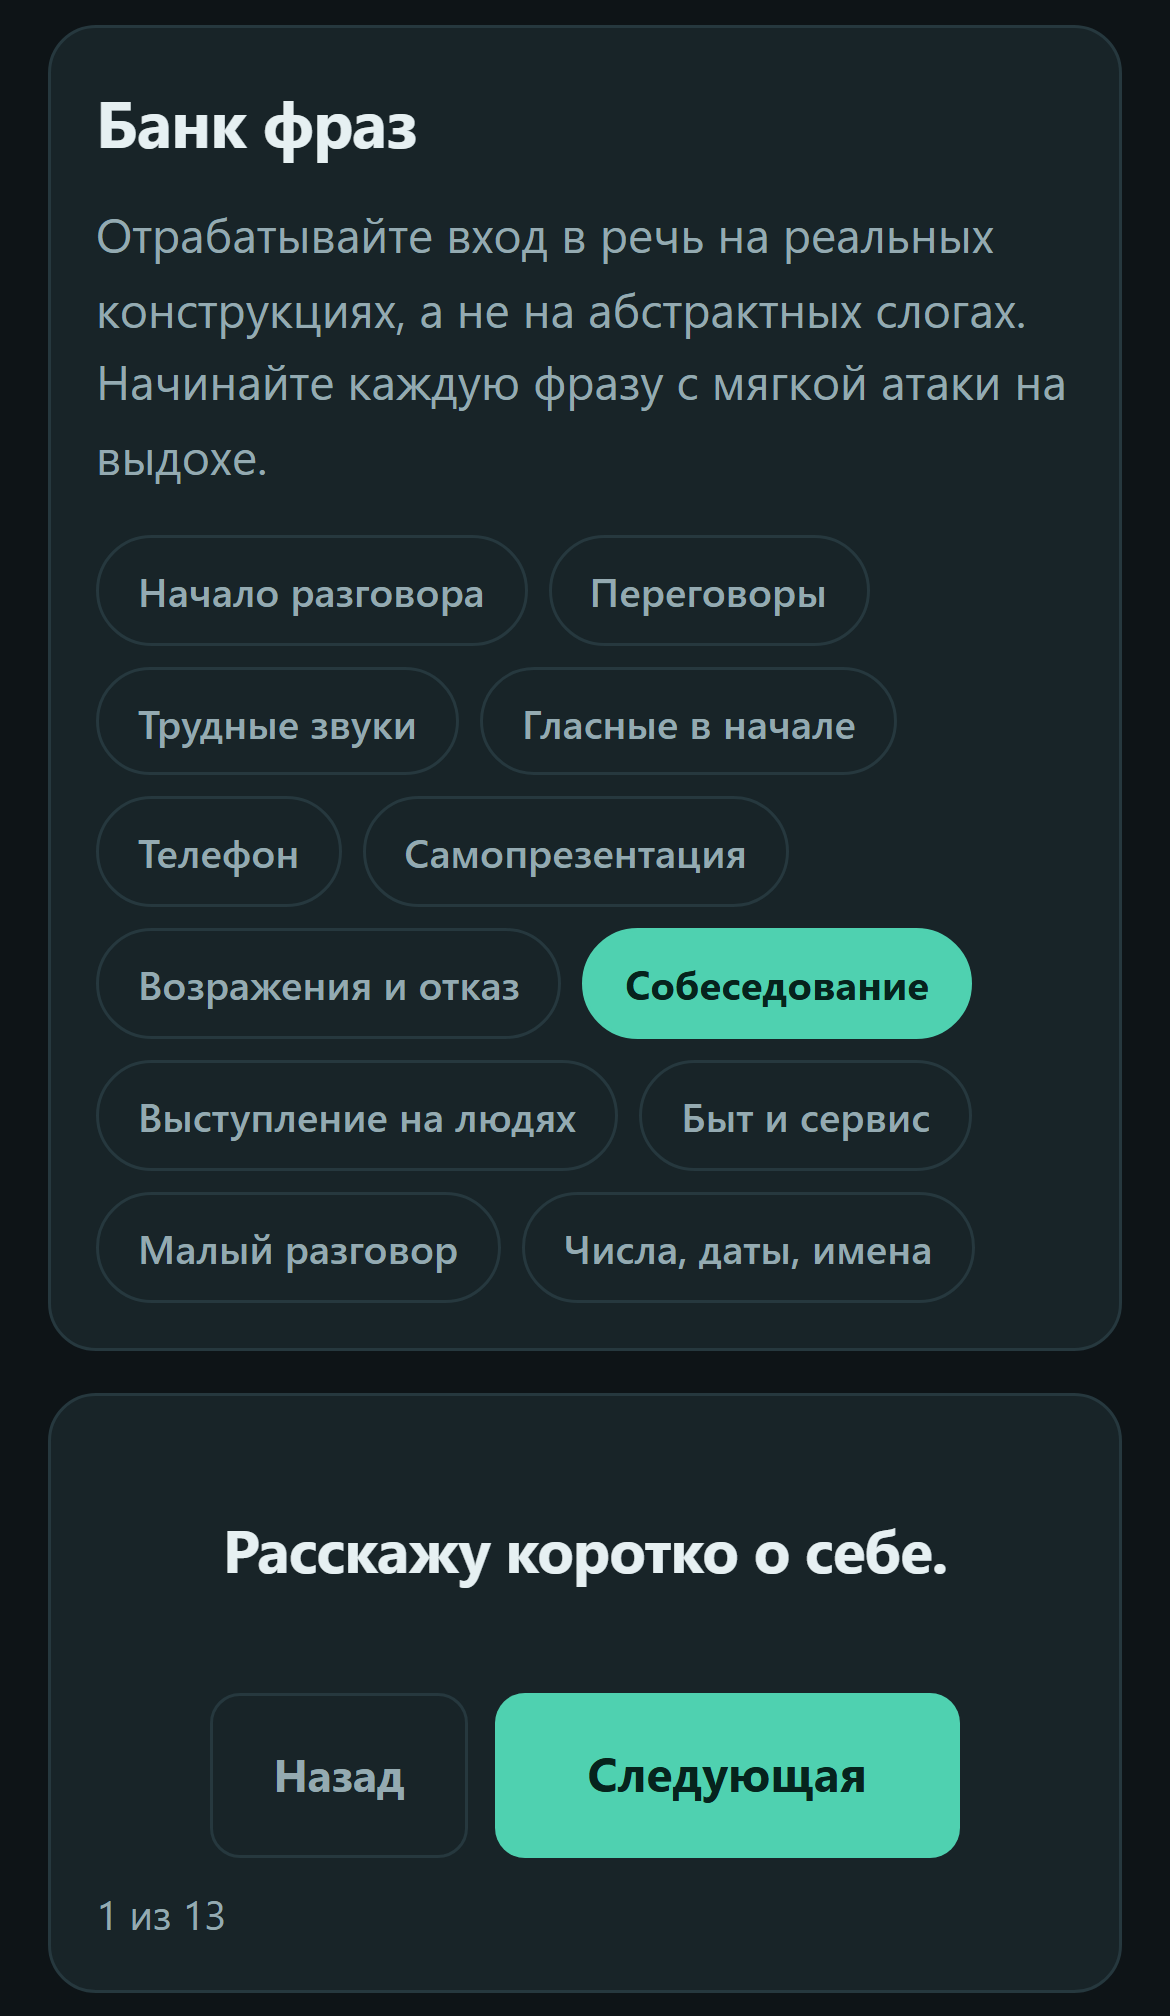 Банк фраз
Отрабатывайте вход в речь на реальных
конструкциях, а не на абстрактных слогах.
Начинайте каждую фразу с мягкой атаки на
выдохе.
Начало разговора Переговоры
Трудные звуки Гласные в начале
Телефон Самопрезентация
Возражения и отказ Собеседование
Выступление на людях Быт и сервис
Малый разговор Числа, даты, имена
Расскажу коротко о себе.
Назад Следующая
1 из 13